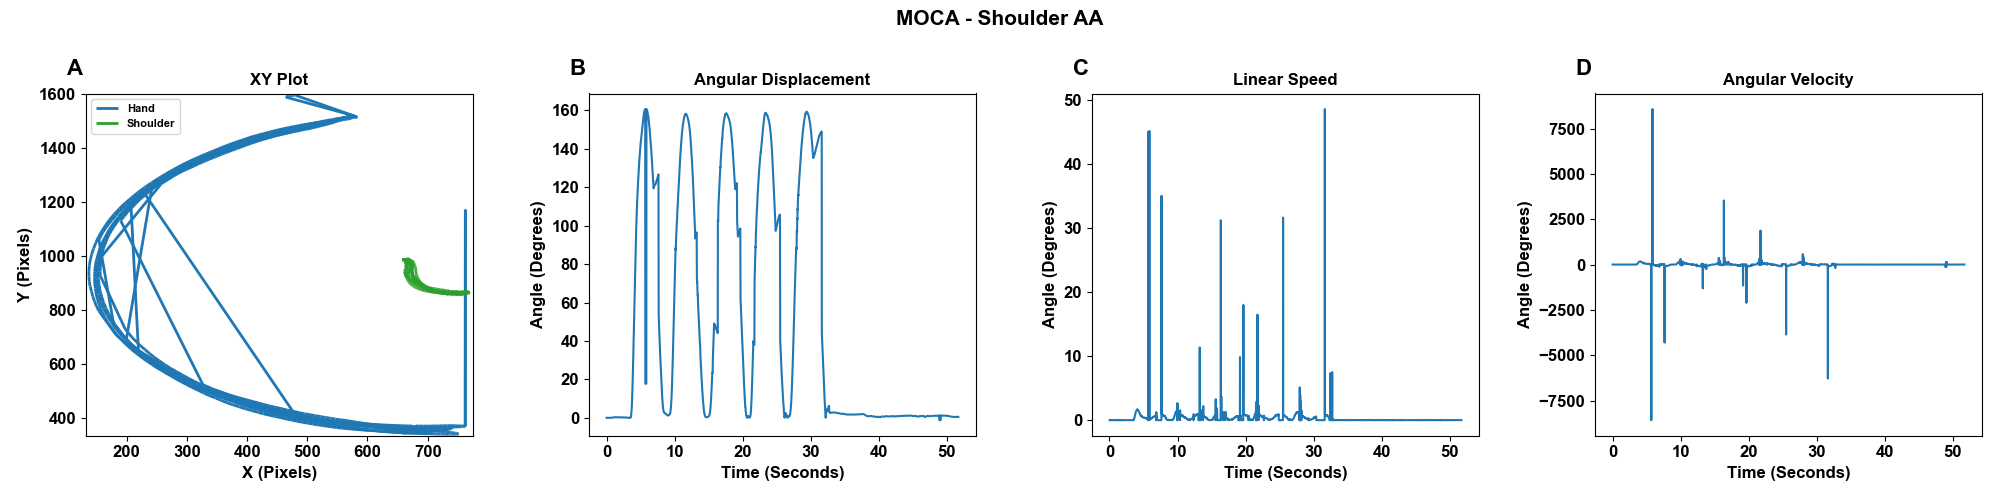 MOCA - Shoulder AA
A
XY Plot
Hand
Shoulder
1600
1400
1200
1000
800
600
400
Y (Pixels)
200
300
400
500
600
700
X (Pixels)
B
Angular Displacement
160
140
120
100
80
60
40
20
0
Angle (Degrees)
0
10
20
30
40
50
Time (Seconds)
C
Linear Speed
50
40
30
20
10
0
Angle (Degrees)
0
10
20
30
40
50
Time (Seconds)
D
Angular Velocity
7500
5000
2500
0
−2500
−5000
−7500
Angle (Degrees)
0
10
20
30
40
50
Time (Seconds)